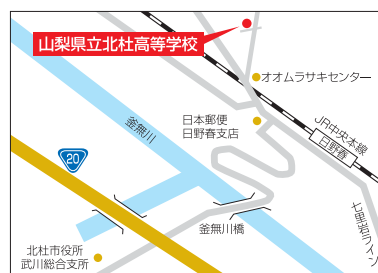 山梨県立北杜高等学校
オオムラサキセンター
日本郵便
日野春支店
JR中央本線
日野春
釜無川
20
七里岩ライン
釜無川橋
北杜市役所
武川総合支所